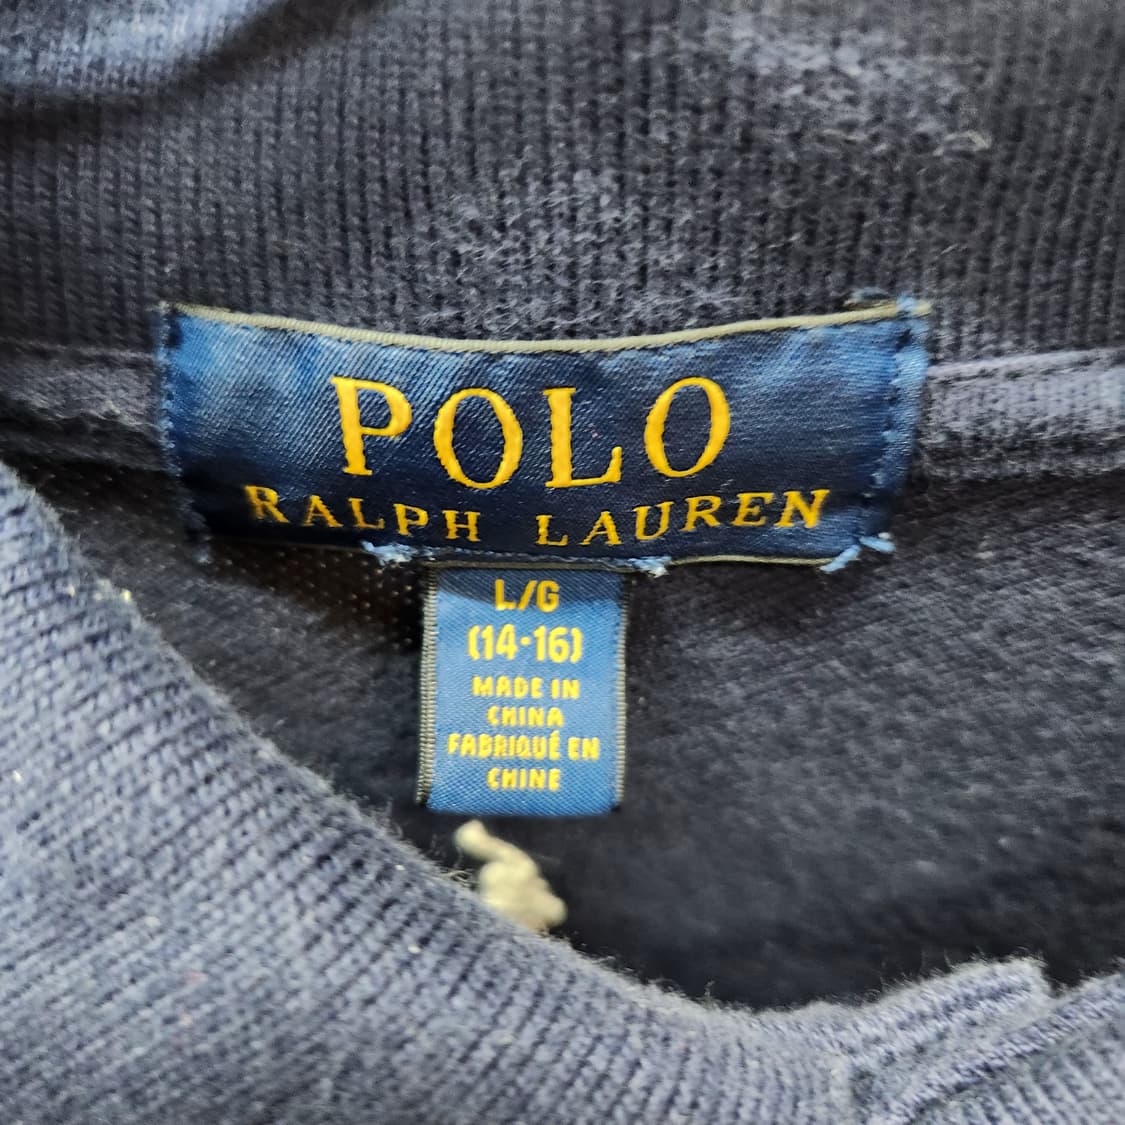 POLO
RALPH LAUREN
L/G
(14-16)
MADE IN
CHINA
FABRIQUÉ EN
CHINE